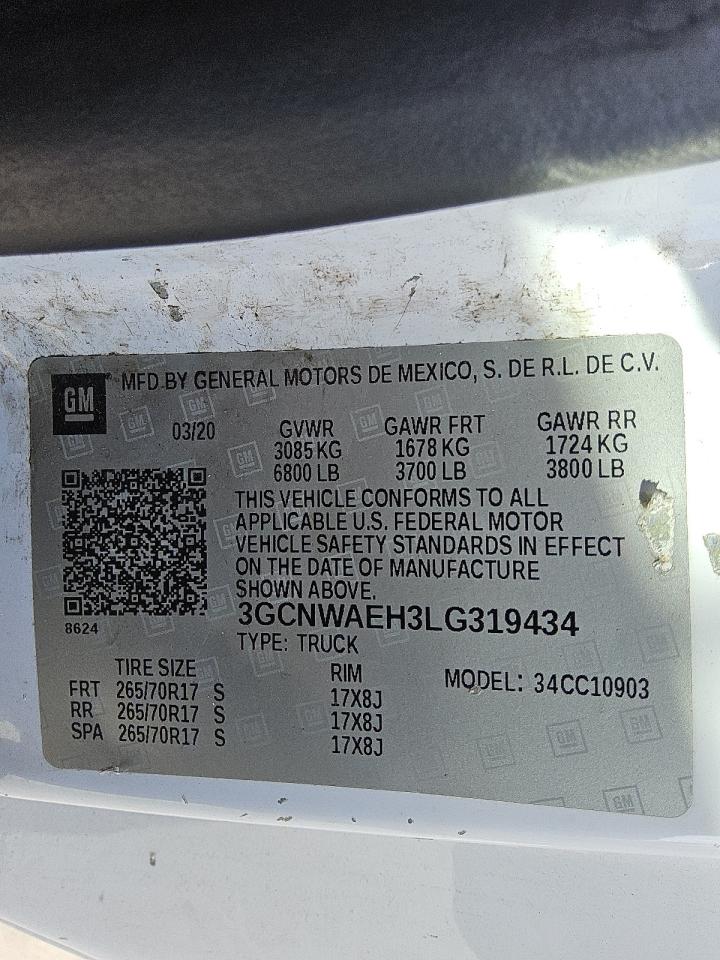 GM MFD BY GENERAL MOTORS DE MEXICO, S. DE R.L. DE C.V.
03/20 GVWR GAWR FRT GAWR RR
3085 KG 1678 KG 1724 KG
6800 LB 3700 LB 3800 LB
THIS VEHICLE CONFORMS TO ALL
APPLICABLE U.S. FEDERAL MOTOR
VEHICLE SAFETY STANDARDS IN EFFECT
ON THE DATE OF MANUFACTURE
SHOWN ABOVE.
3GCNWAEH3LG319434
8624
TYPE: TRUCK
TIRE SIZE RIM MODEL: 34CC10903
FRT 265/70R17 S 17X8J
RR 265/70R17 S 17X8J
SPA 265/70R17 S 17X8J